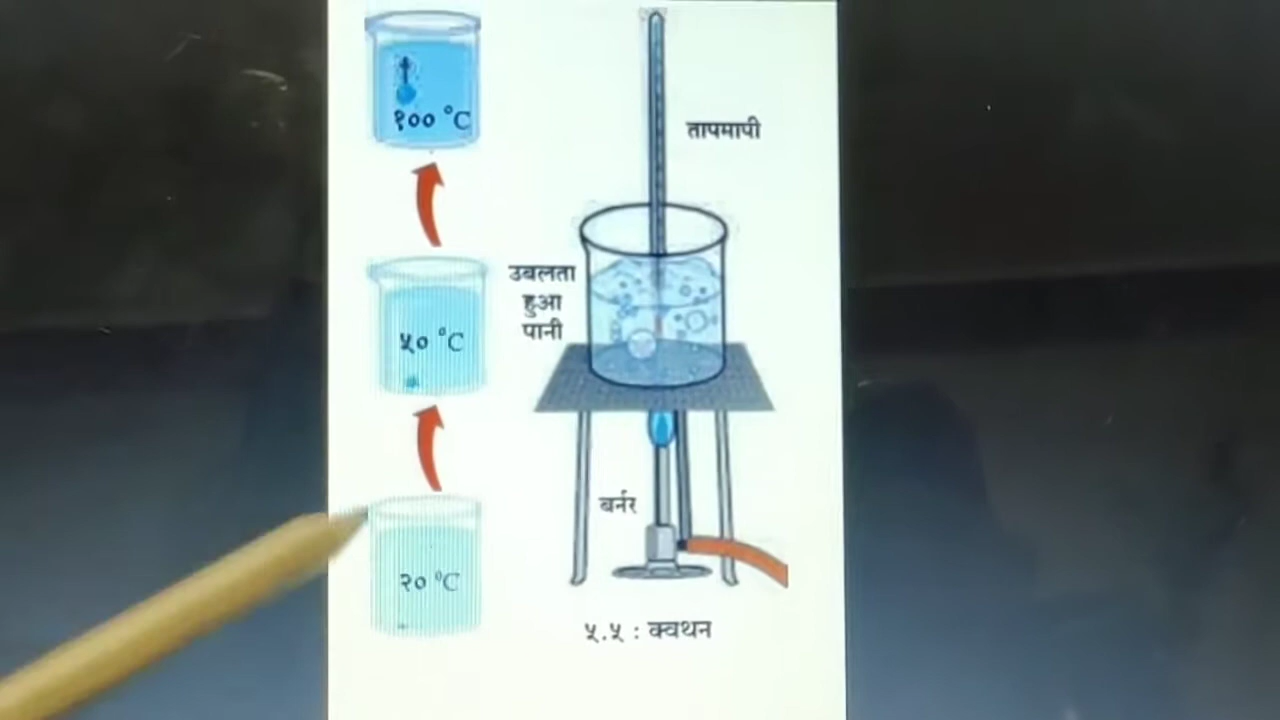 १०० °C
तापमापी
उबलता
हुआ
पानी
५० °C
बर्नर
२० °C
५.५ : क्वथन